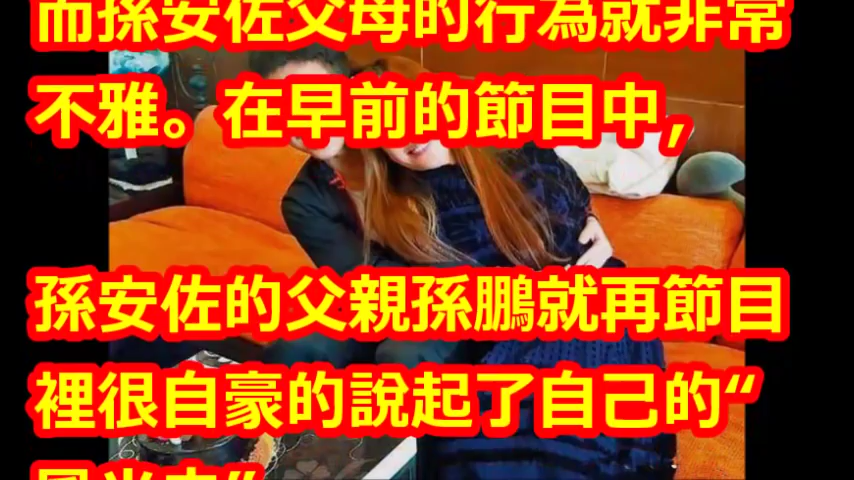 而孫安佐父母的行為就非常
不雅。在早前的節目中，
孫安佐的父親孫鵬就再節目
裡很自豪的說起了自己的“